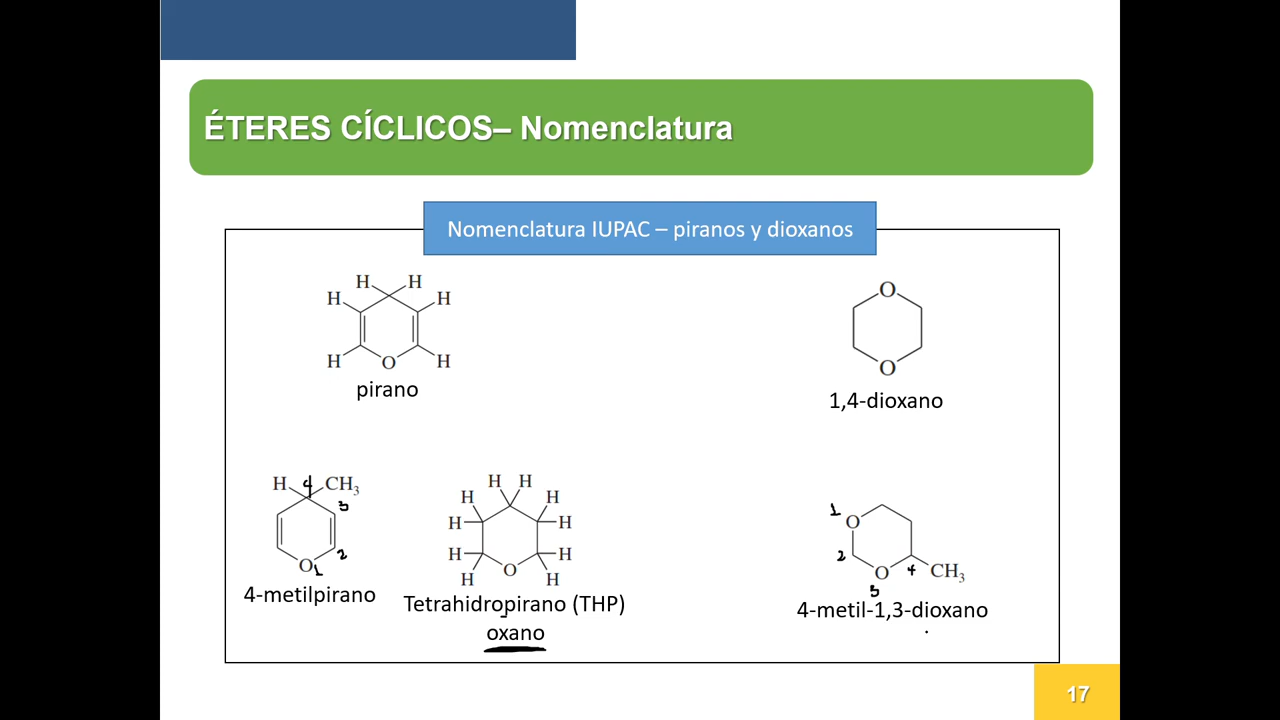 ÉTERES CÍCLICOS– Nomenclatura
Nomenclatura IUPAC – piranos y dioxanos
H H
H H
H O H
pirano
O
O
1,4-dioxano
H 4 CH3
3
2
O 1
4-metilpirano
H H
H H
H H
H H
H O H
Tetrahidropirano (THP)
oxano
1
O
2
O 4 CH3
3
4-metil-1,3-dioxano
17